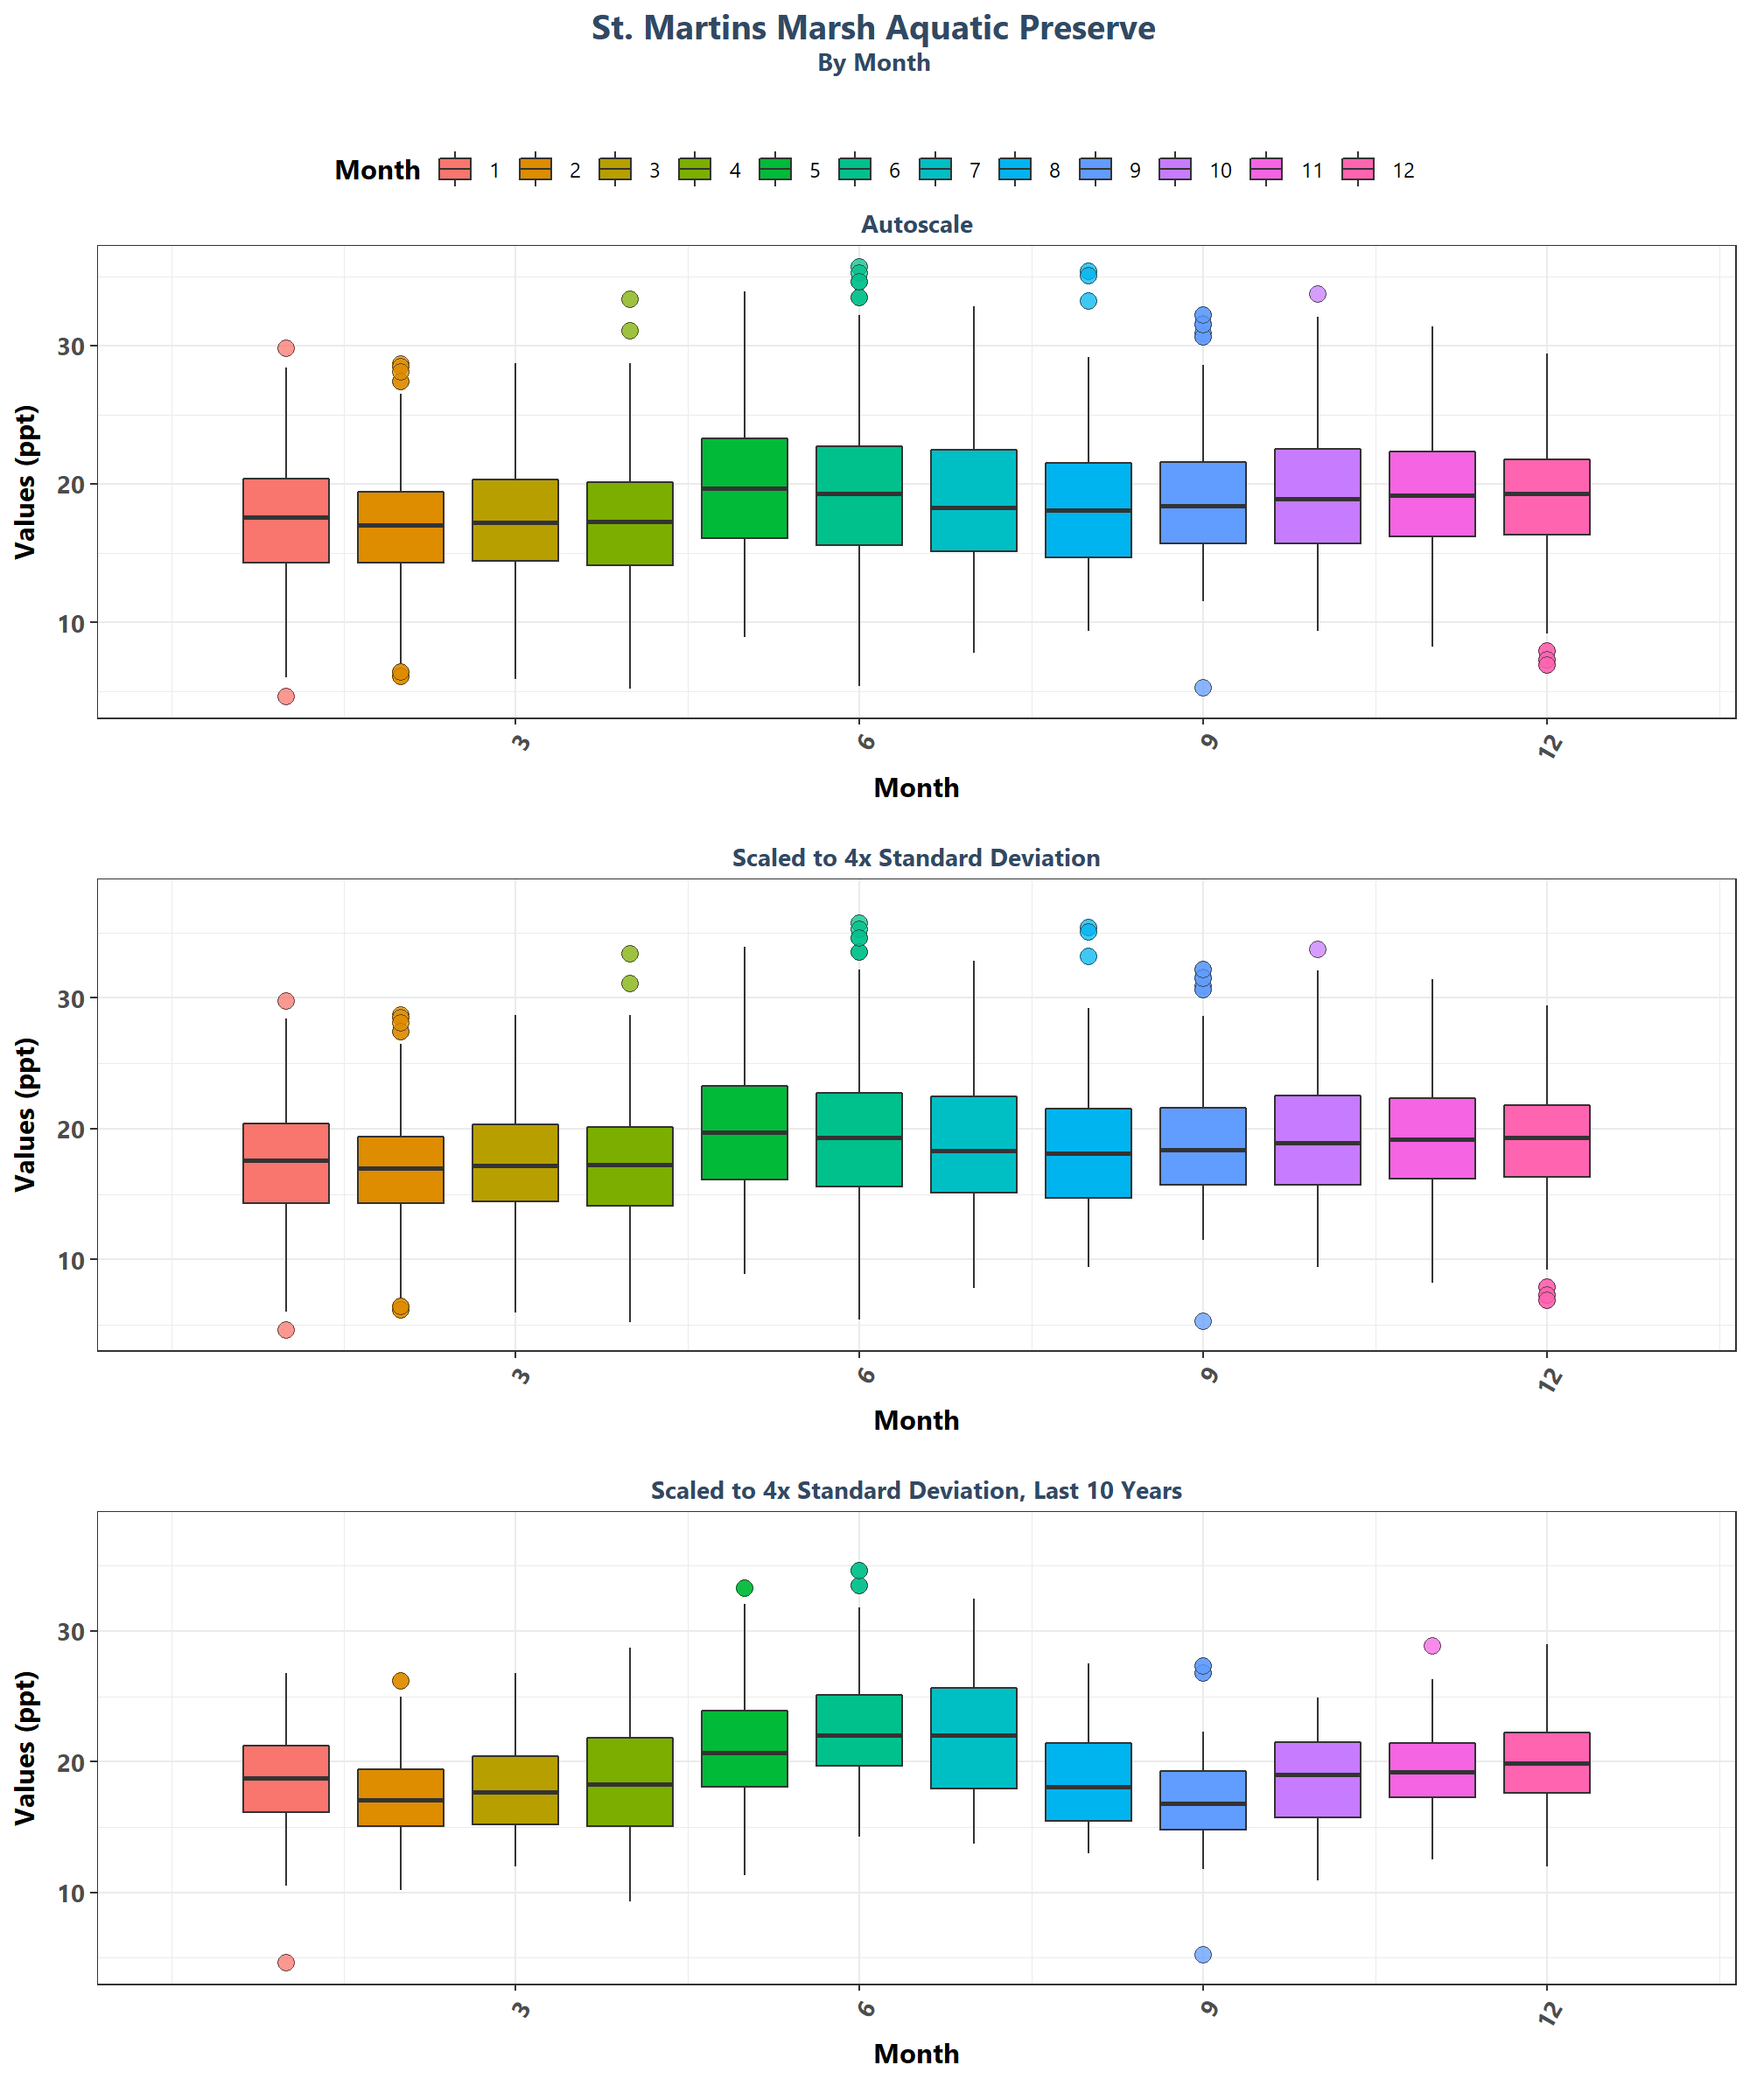 St. Martins Marsh Aquatic Preserve
By Month
Month 1 2 3 4 5 6 7 8 9 10 11 12
Autoscale
Values (ppt)
30
20
10
3 6 9 12
Month
Scaled to 4x Standard Deviation
Values (ppt)
30
20
10
3 6 9 12
Month
Scaled to 4x Standard Deviation, Last 10 Years
Values (ppt)
30
20
10
3 6 9 12
Month